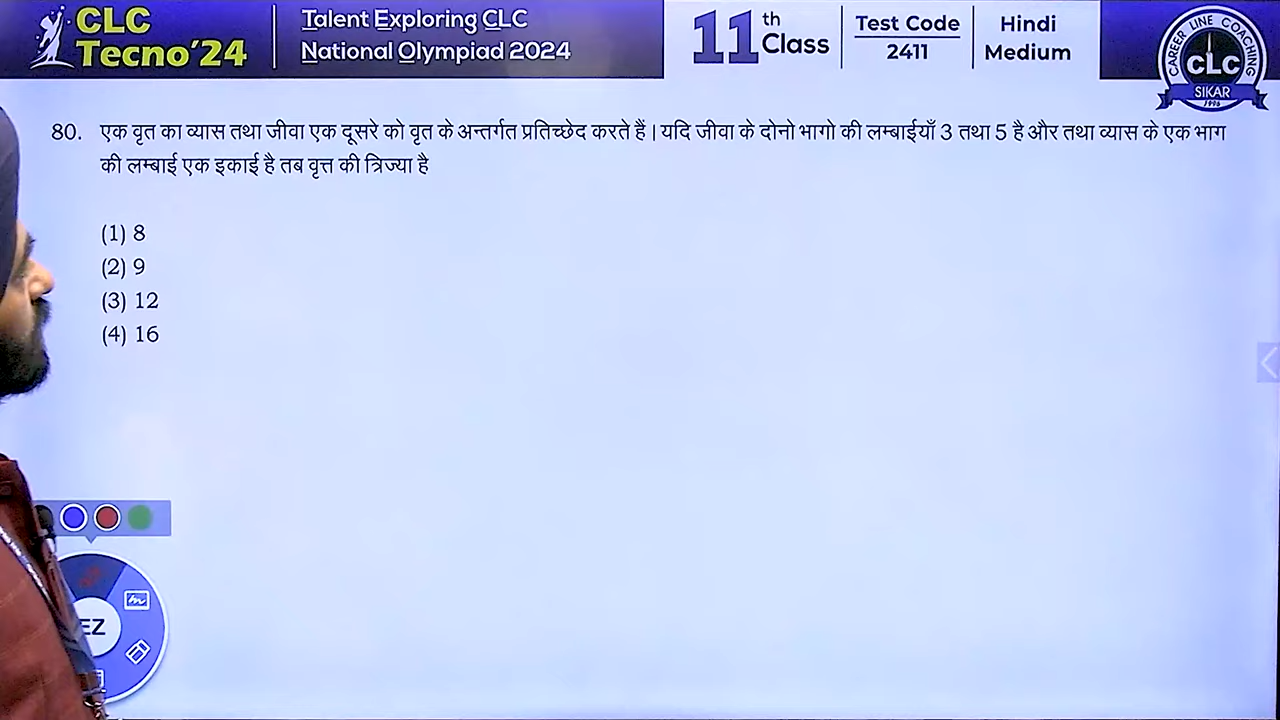 CLC
Tecno'24
Talent Exploring CLC
National Olympiad 2024
11th Class
Test Code
2411
Hindi
Medium
CAREER LINE COACHING
CLC
SIKAR
1996
80. एक वृत का व्यास तथा जीवा एक दूसरे को वृत के अन्तर्गत प्रतिच्छेद करते हैं। यदि जीवा के दोनो भागो की लम्बाईयाँ 3 तथा 5 है और तथा व्यास के एक भाग
की लम्बाई एक इकाई है तब वृत्त की त्रिज्या है
(1) 8
(2) 9
(3) 12
(4) 16
EZ